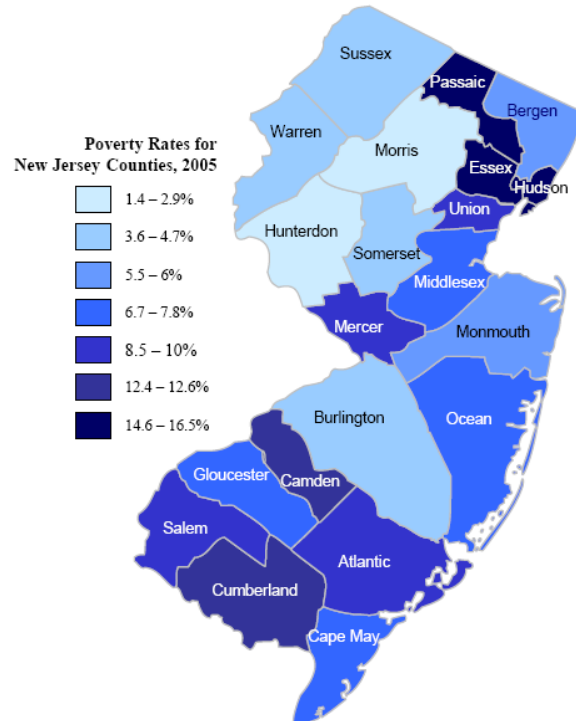 Sussex
Passaic
Bergen
Warren
Poverty Rates for
New Jersey Counties, 2005
Morris
Essex
Hudson
1.4 – 2.9%
Union
3.6 – 4.7%
Hunterdon
Somerset
5.5 – 6%
Middlesex
6.7 – 7.8%
Mercer
Monmouth
8.5 – 10%
12.4 – 12.6%
Burlington
Ocean
14.6 – 16.5%
Gloucester
Camden
Salem
Atlantic
Cumberland
Cape May